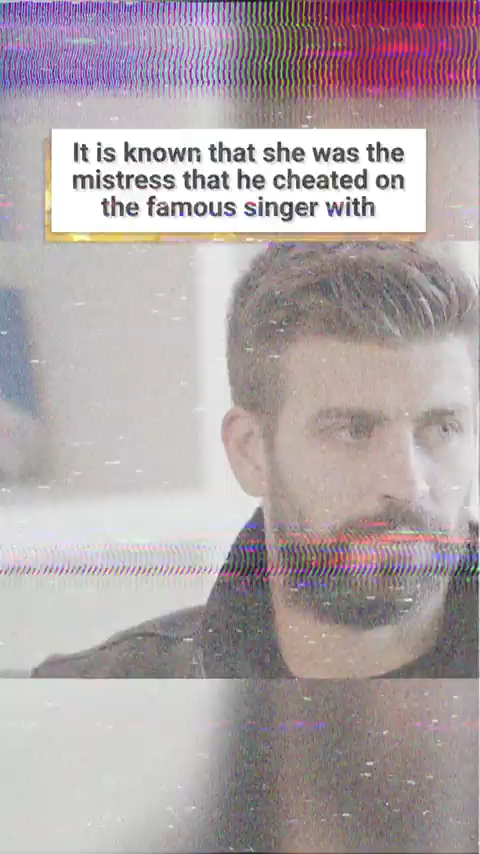 It is known that she was the
mistress that he cheated on
the famous singer with